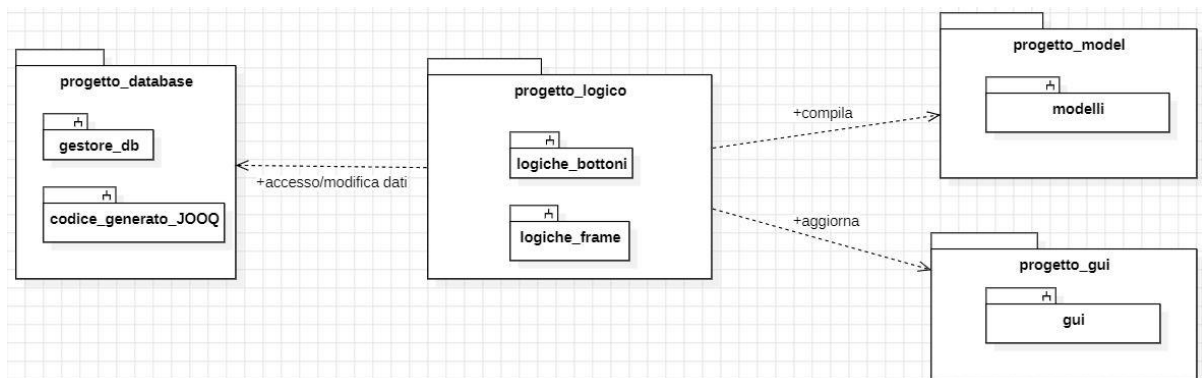 progetto_database
gestore_db
codice_generato_JOOQ
+accesso/modifica dati
progetto_logico
logiche_bottoni
logiche_frame
+compila
+aggiorna
progetto_model
modelli
progetto_gui
gui